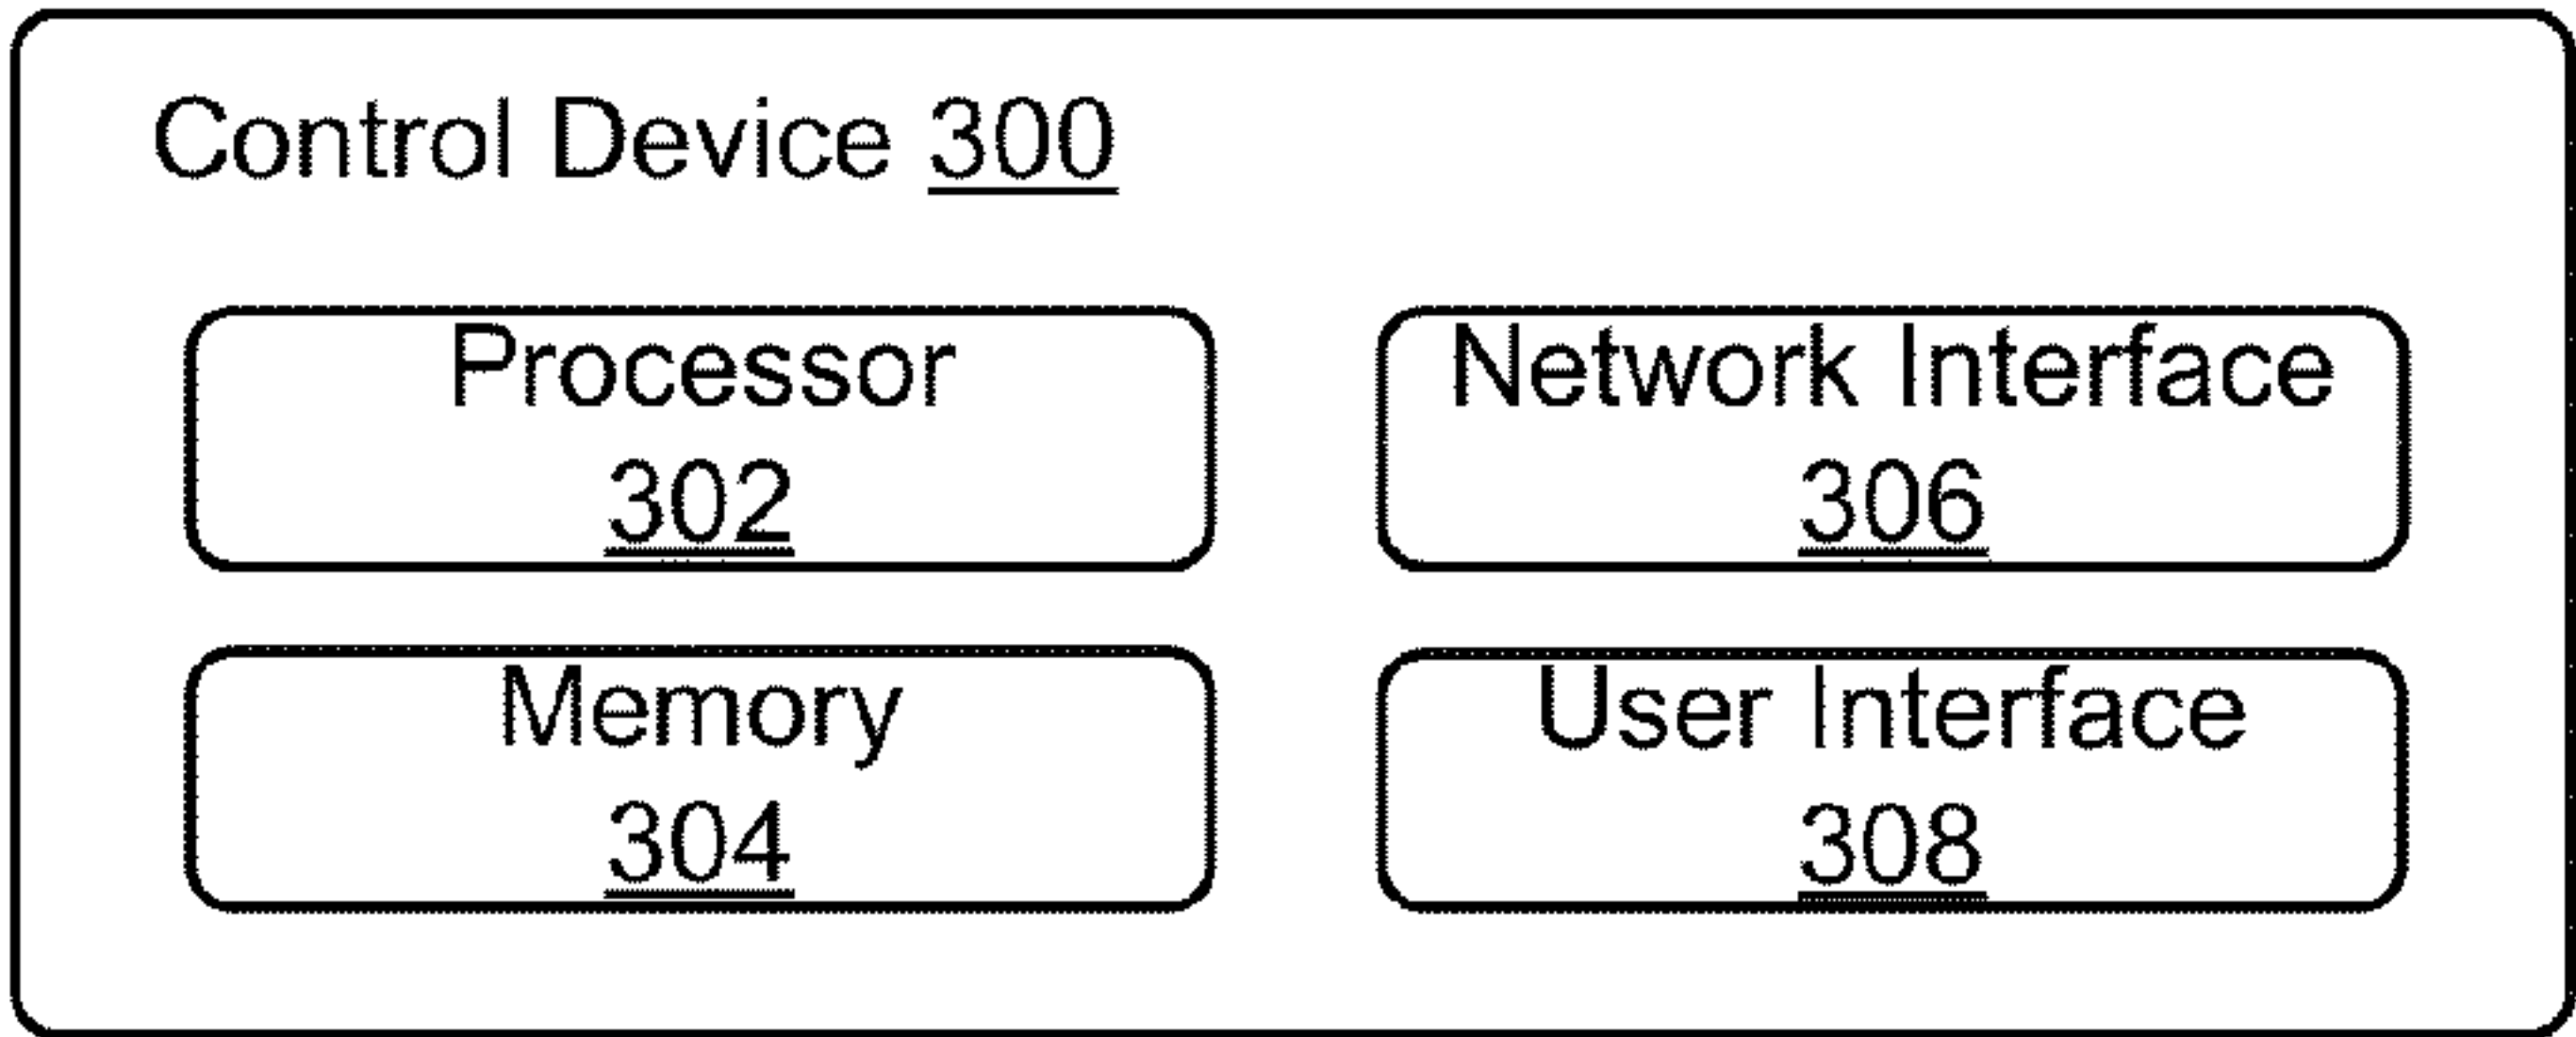 Control Device 300
Processor
302
Network Interface
306
Memory
304
User Interface
308